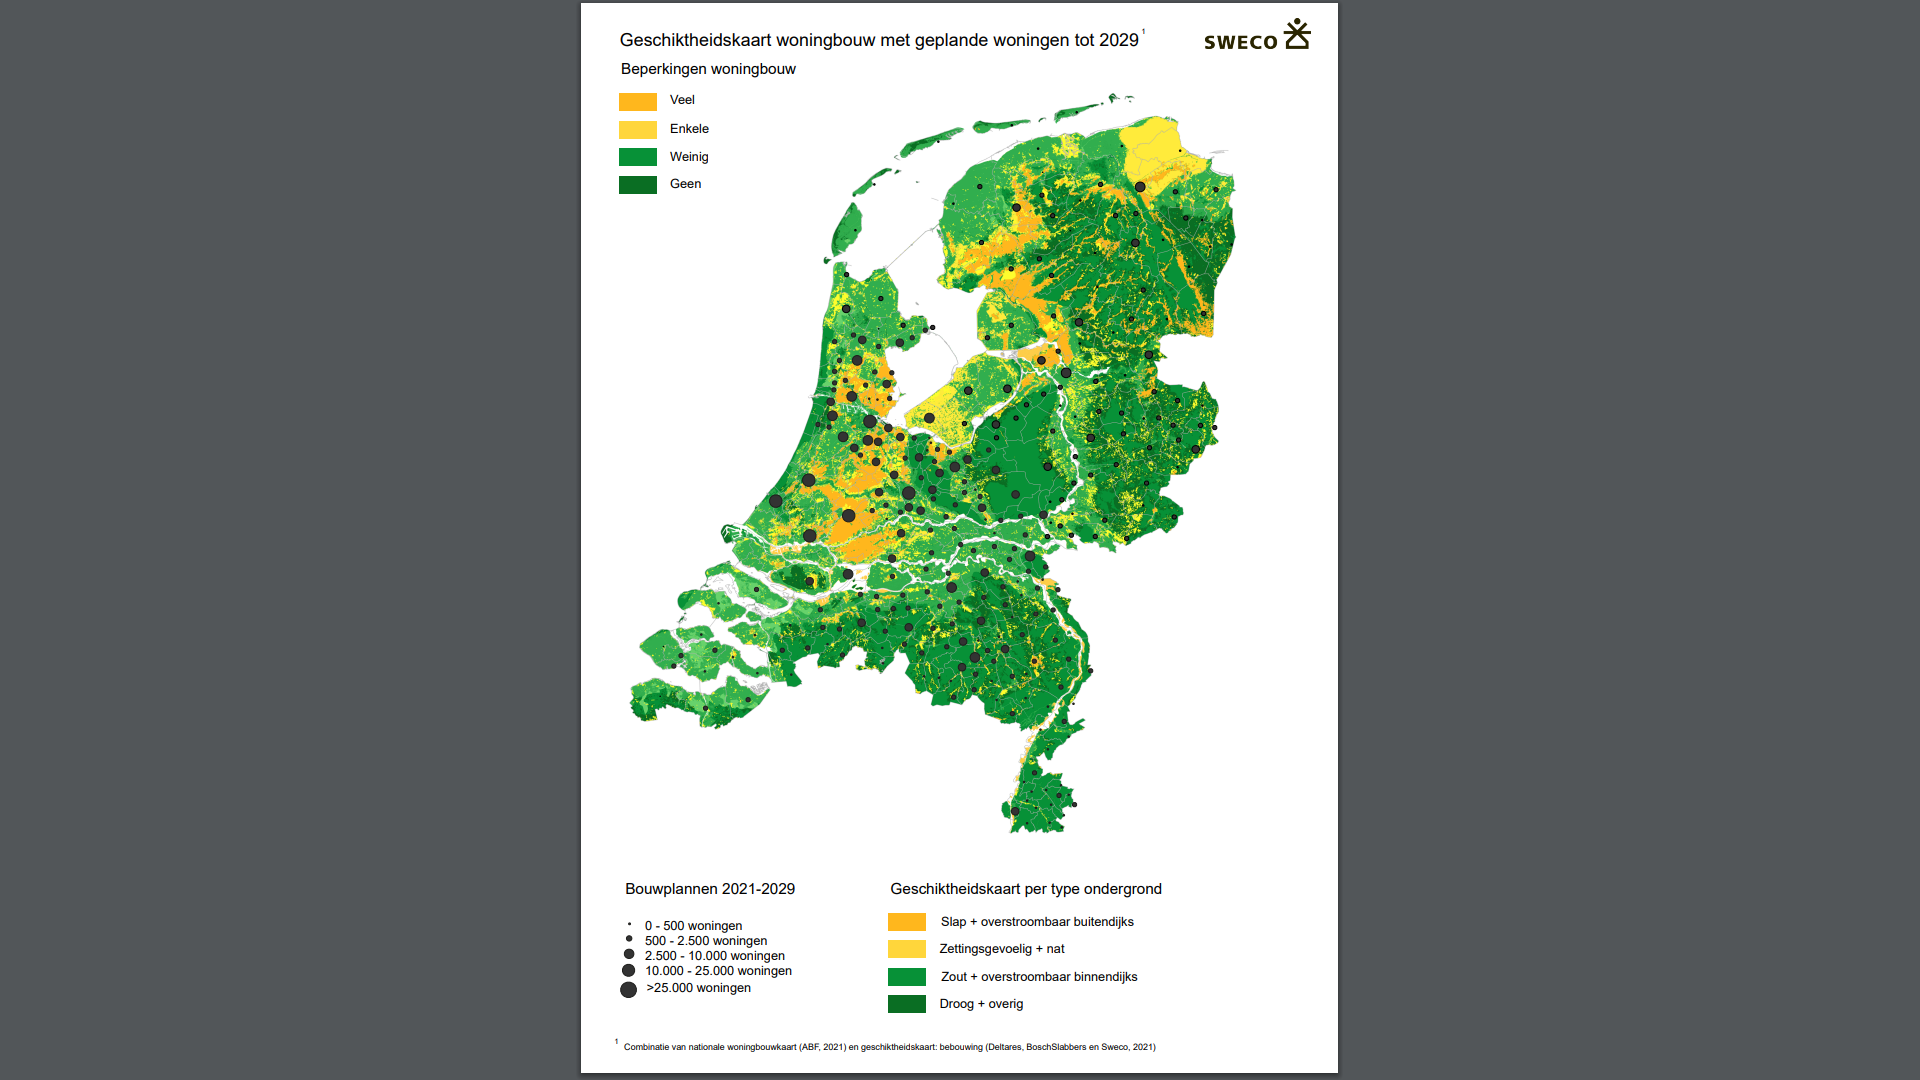 Geschiktheidskaart woningbouw met geplande woningen tot 2029 1
SWECO
Beperkingen woningbouw
Veel
Enkele
Weinig
Geen
Bouwplannen 2021-2029
0 - 500 woningen
500 - 2.500 woningen
2.500 - 10.000 woningen
10.000 - 25.000 woningen
>25.000 woningen
Geschiktheidskaart per type ondergrond
Slap + overstroombaar buitendijks
Zettingsgevoelig + nat
Zout + overstroombaar binnendijks
Droog + overig
1 Combinatie van nationale woningbouwkaart (ABF, 2021) en geschiktheidskaart: bebouwing (Deltares, BoschSlabbers en Sweco, 2021)